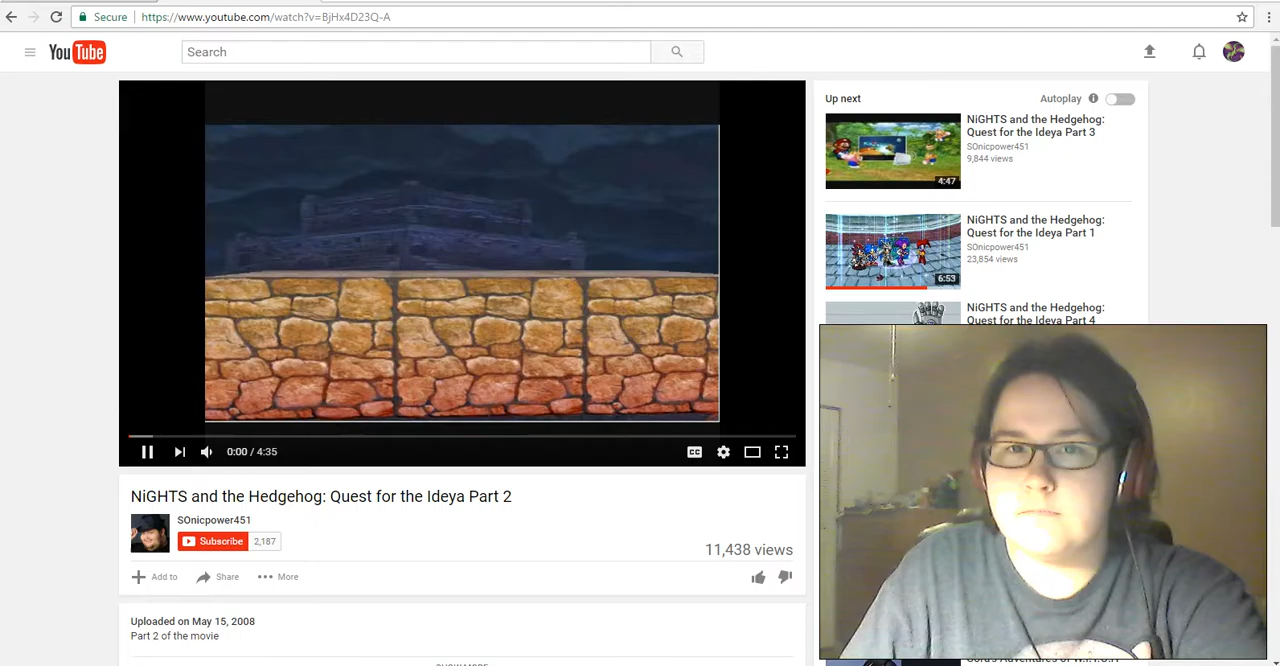 Secure https://www.youtube.com/watch?v=BjHx4D23Q-A
YouTube
Search
Up next
Autoplay
NiGHTS and the Hedgehog:
Quest for the Ideya Part 3
SOnicpower451
9,844 views
4:47
NiGHTS and the Hedgehog:
Quest for the Ideya Part 1
SOnicpower451
23,854 views
6:53
NiGHTS and the Hedgehog:
Quest for the Ideya Part 4
0:00 / 4:35
CC
NiGHTS and the Hedgehog: Quest for the Ideya Part 2
SOnicpower451
Subscribe 2,187
11,438 views
Add to Share More
Uploaded on May 15, 2008
Part 2 of the movie